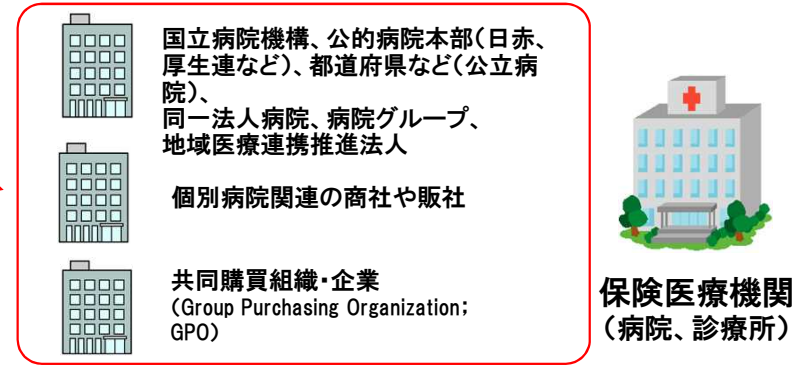 国立病院機構、公的病院本部（日赤、
厚生連など）、都道府県など（公立病
院）、
同一法人病院、病院グループ、
地域医療連携推進法人
個別病院関連の商社や販社
共同購買組織・企業
（Group Purchasing Organization；
GPO）
保険医療機関
（病院、診療所）